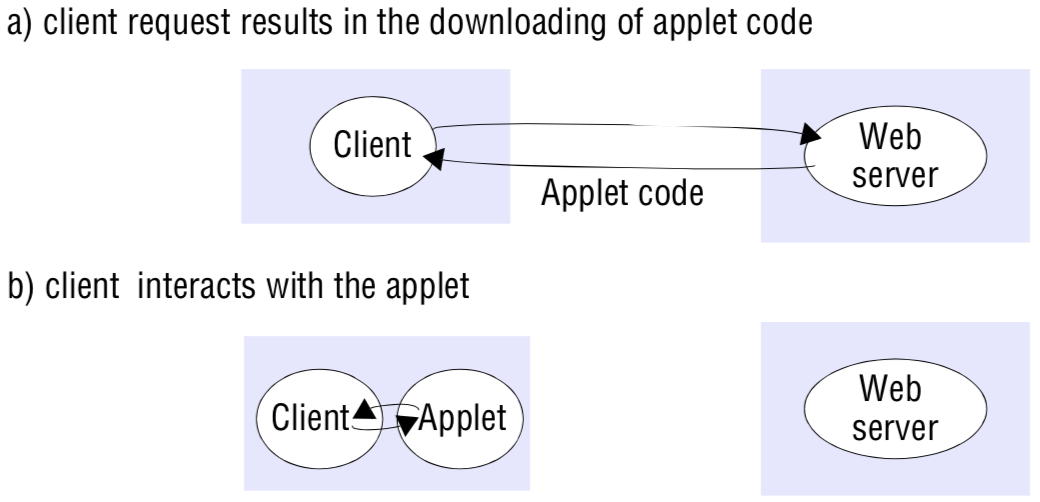 a) client request results in the downloading of applet code
Client
Web
server
Applet code
b) client interacts with the applet
Client
Applet
Web
server